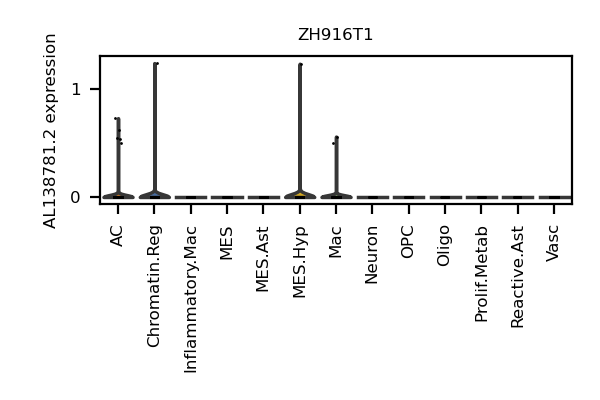 ZH916T1
AL138781.2 expression
1
0
AC
Chromatin.Reg
Inflammatory.Mac
MES
MES.Ast
MES.Hyp
Mac
Neuron
OPC
Oligo
Prolif.Metab
Reactive.Ast
Vasc